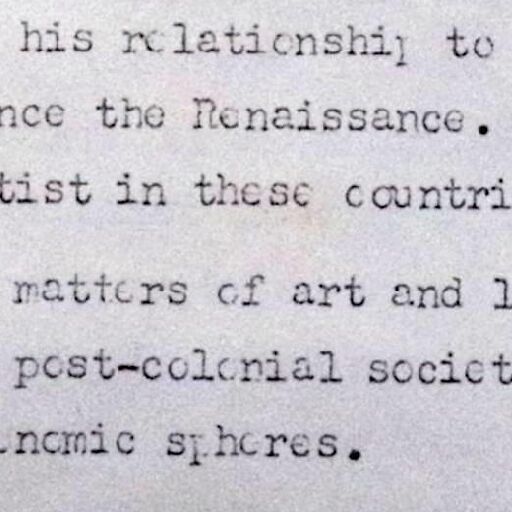 his relationship to
nce the Renaissance.
tist in these countri
matters of art and l
post-colonial societ
nomic spheres.